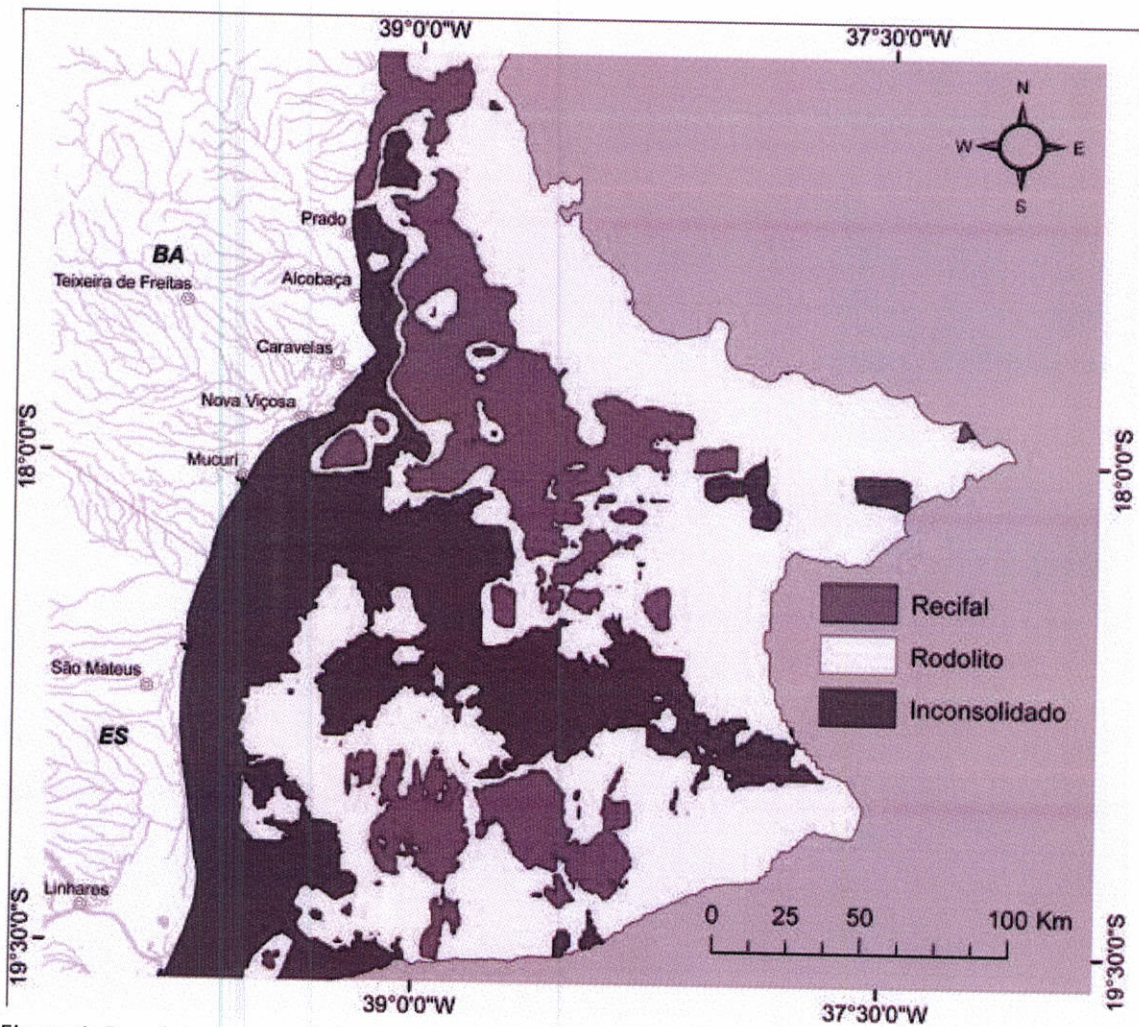 39°0'0"W
37°30'0"W
N
W
E
S
Prado
BA
Teixeira de Freitas
Alcobaça
Caravelas
Nova Viçosa
18°0'0"S
Mucuri
18°0'0"S
Recifal
Rodolito
Inconsolidado
São Mateus
ES
Linhares
0 25 50 100 Km
19°30'0"S
19°30'0"S
39°0'0"W
37°30'0"W